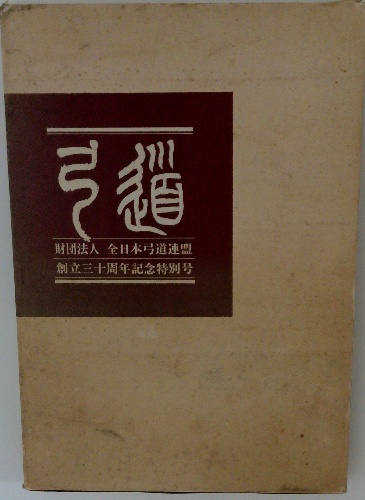 弓道
財団法人 全日本弓道連盟
創立三十周年記念特別号